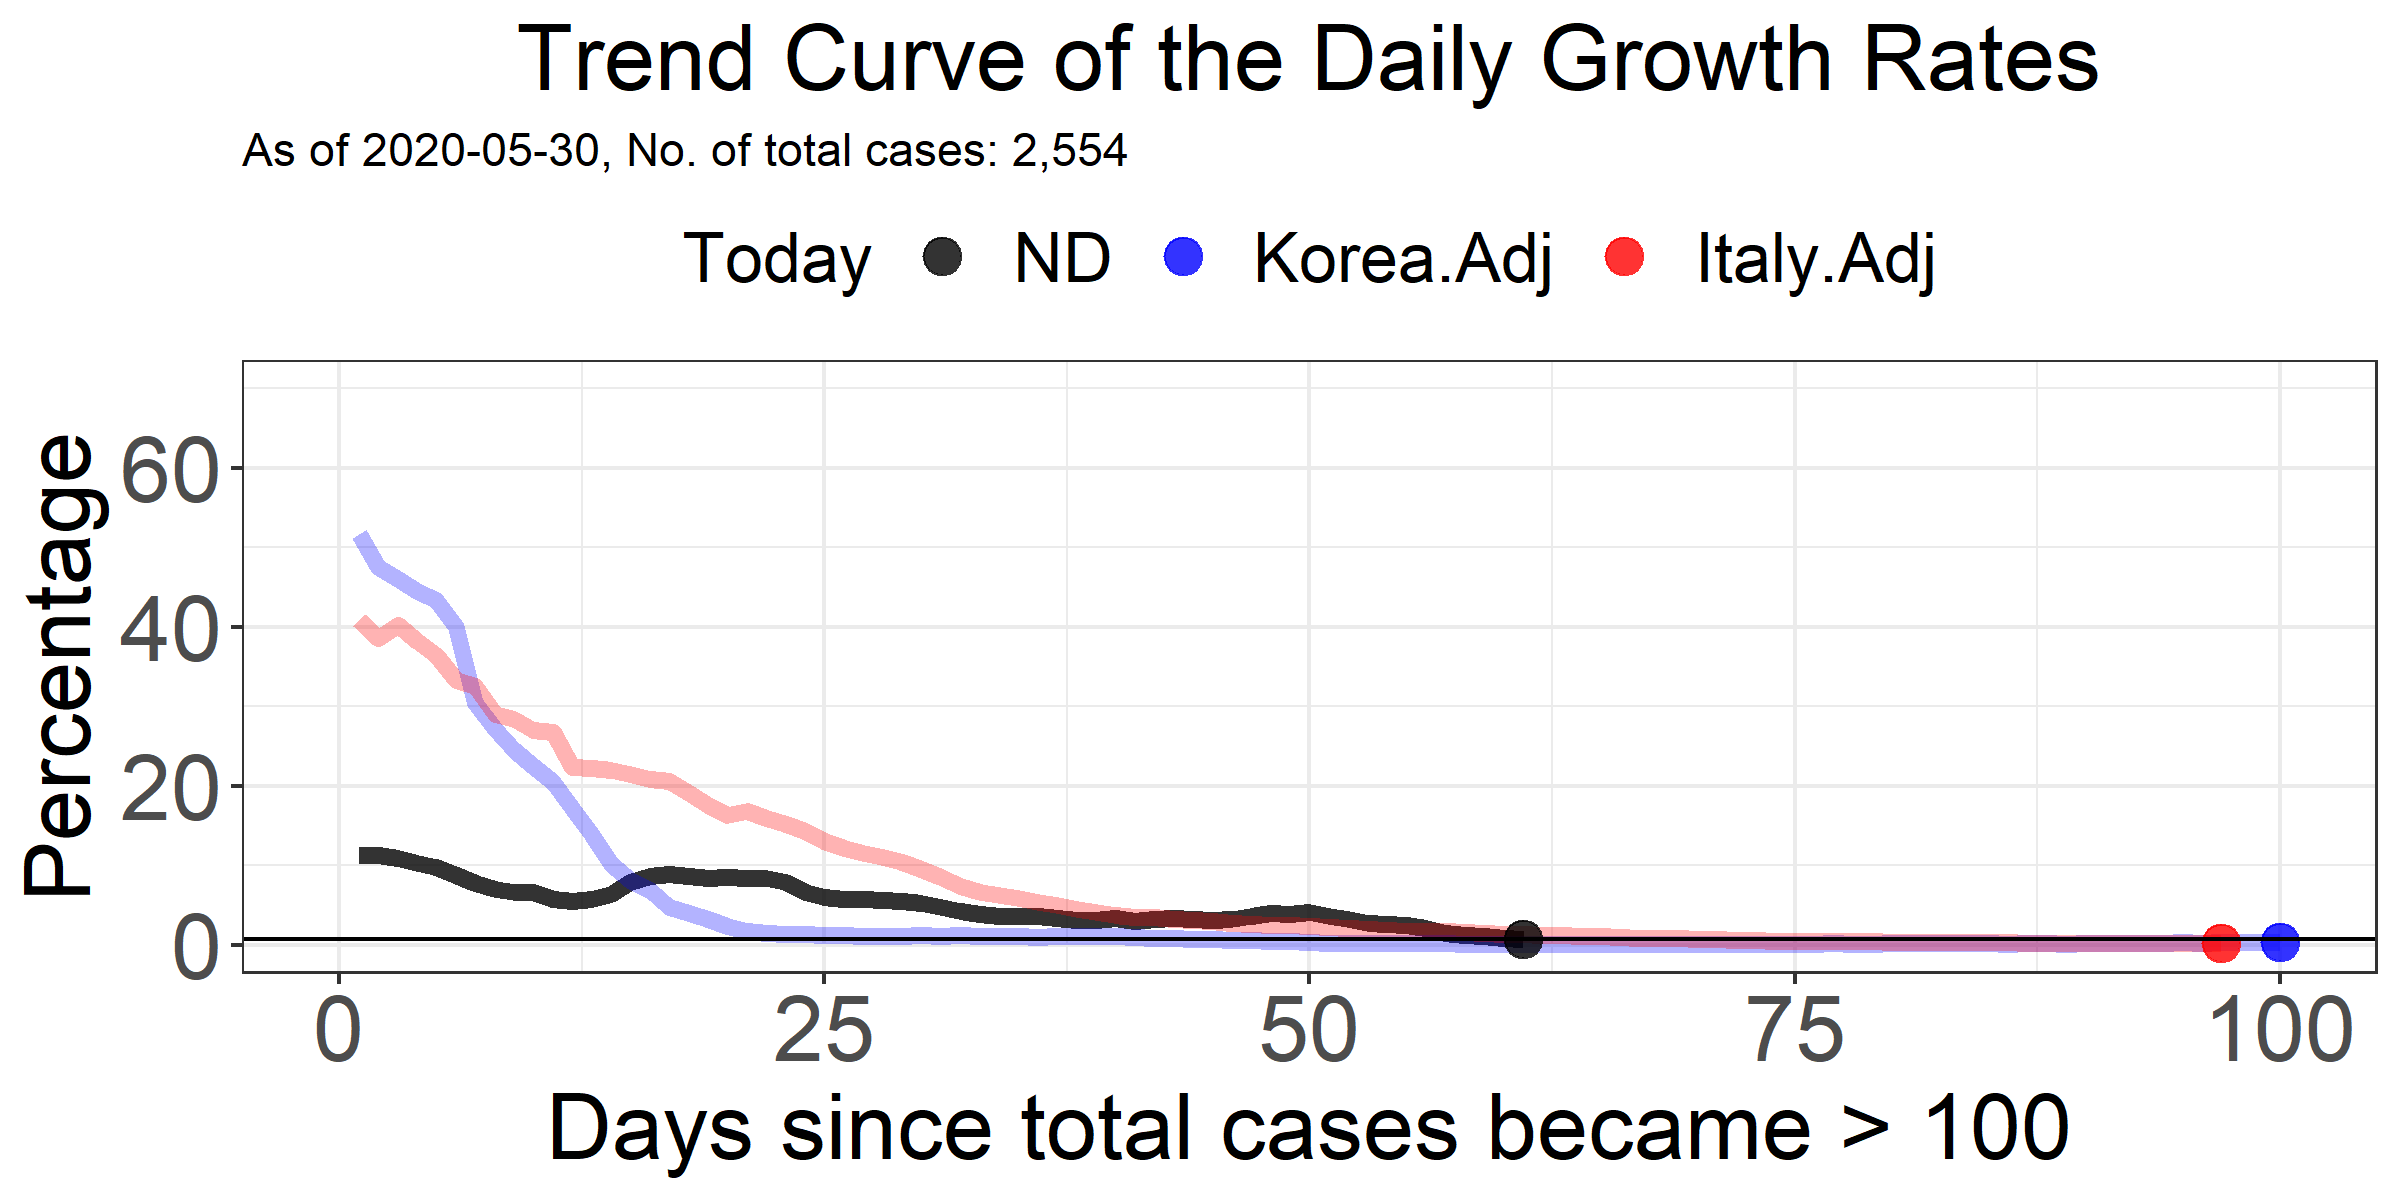 Trend Curve of the Daily Growth Rates
As of 2020-05-30, No. of total cases: 2,554
Today ND Korea.Adj Italy.Adj
Percentage
60
40
20
0
0 25 50 75 100
Days since total cases became > 100